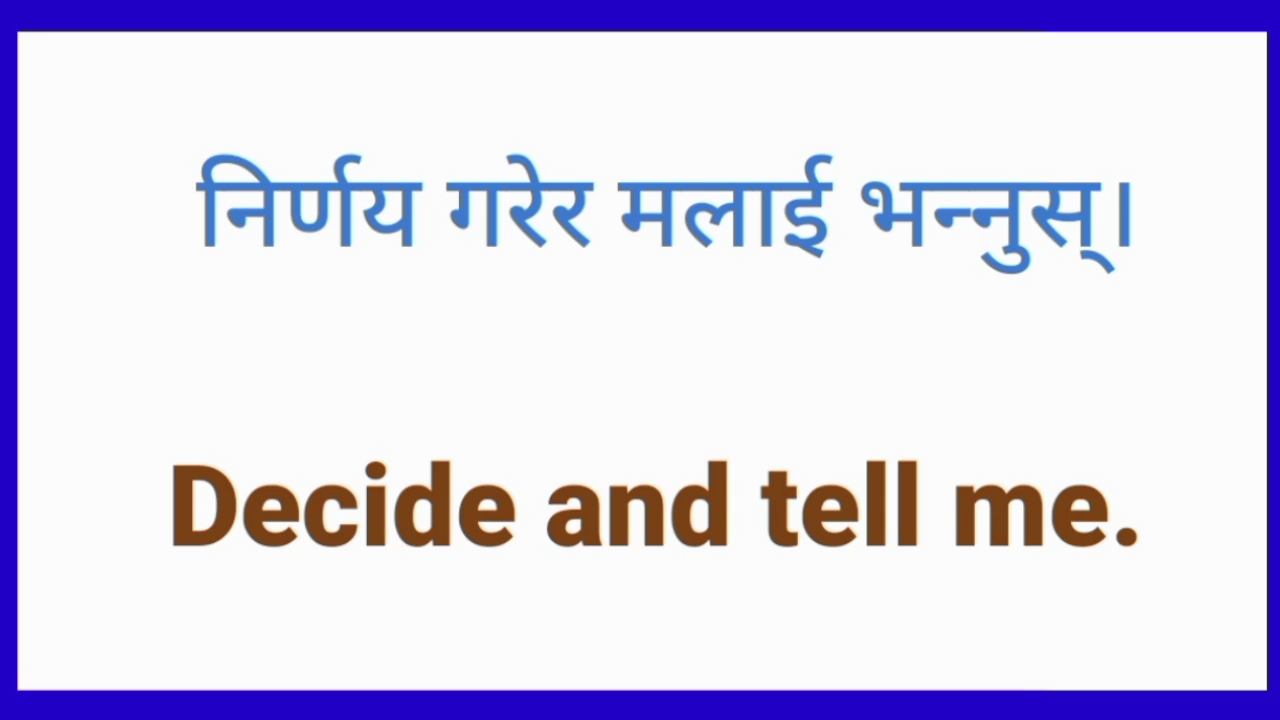 निर्णय गरेर मलाई भन्नुस्।
Decide and tell me.